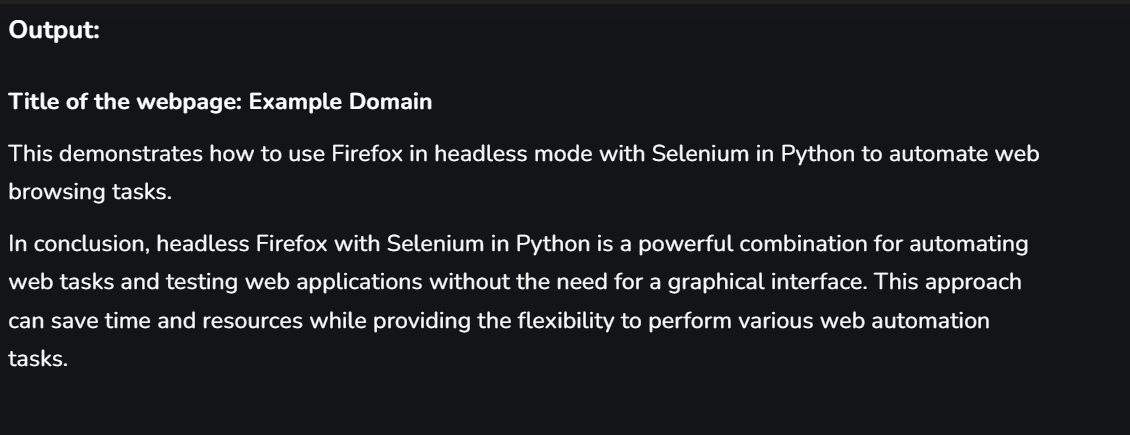 Output:
Title of the webpage: Example Domain
This demonstrates how to use Firefox in headless mode with Selenium in Python to automate web
browsing tasks.
In conclusion, headless Firefox with Selenium in Python is a powerful combination for automating
web tasks and testing web applications without the need for a graphical interface. This approach
can save time and resources while providing the flexibility to perform various web automation
tasks.